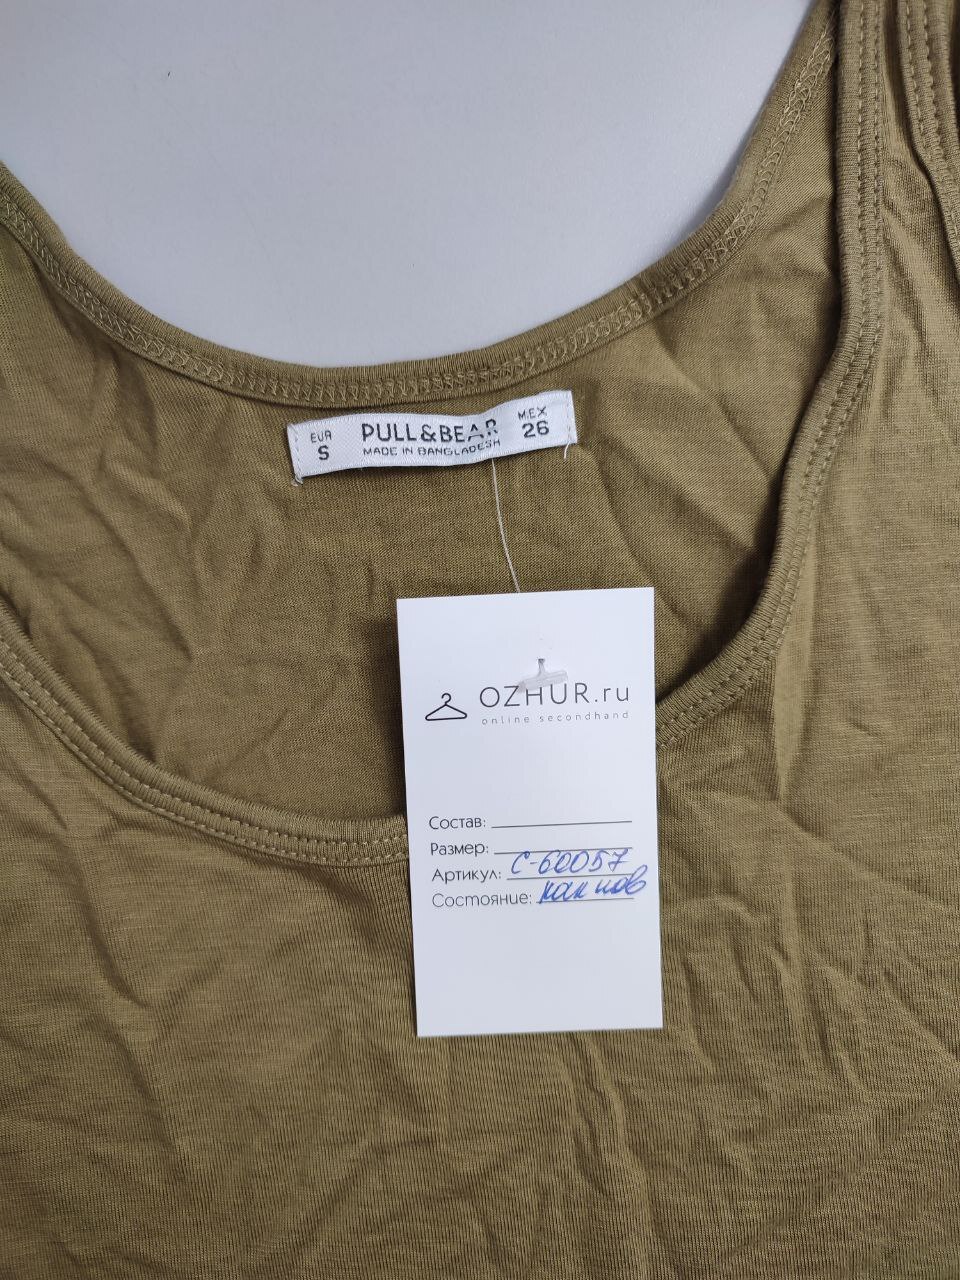 EUR
S
PULL&BEAR
MADE IN BANGLADESH
MEX
26
OZHUR.ru
online secondhand
Состав:
Размер:
Артикул: С-60057
Состояние: как нов